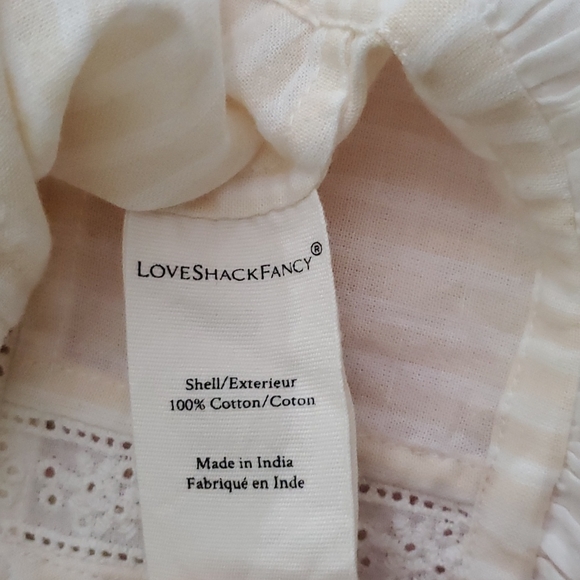 LoveShackFancy®
Shell/Exterieur
100% Cotton/Coton
Made in India
Fabriqué en Inde